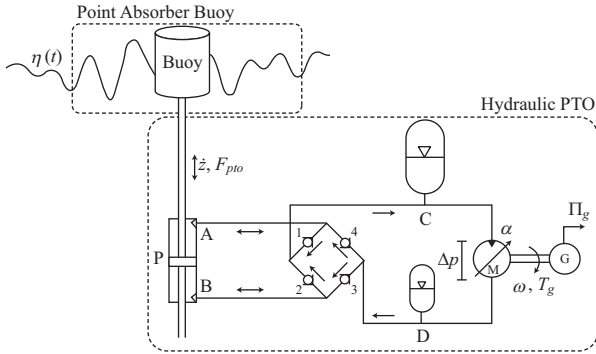 Point Absorber Buoy
η(t)
Buoy
Hydraulic PTO
ż, F_pto
C
Π_g
A
1
4
α
P
Δp
M
G
B
2
3
ω, T_g
D